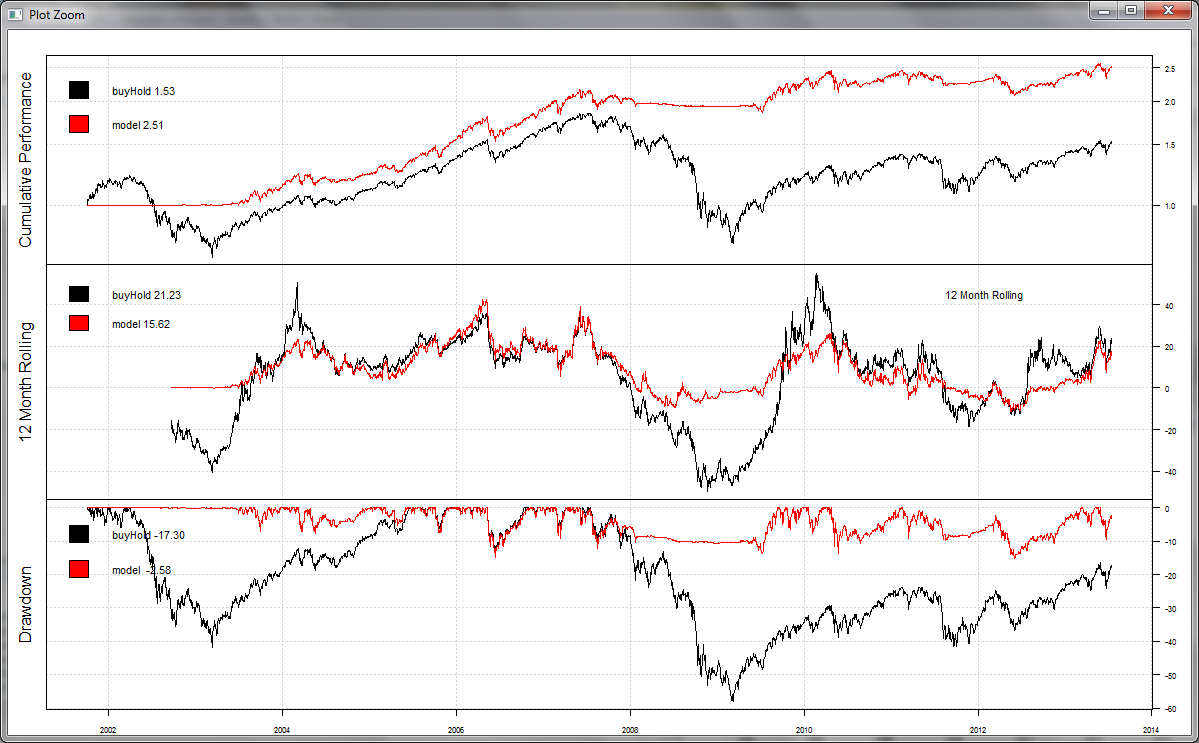 Plot Zoom
Cumulative Performance
buyHold 1.53
model 2.51
2.5
2.0
1.5
1.0
12 Month Rolling
buyHold 21.23
model 15.62
12 Month Rolling
40
20
0
-20
-40
Drawdown
buyHold -17.30
model -2.58
0
-10
-20
-30
-40
-50
-60
2002 2004 2006 2008 2010 2012 2014